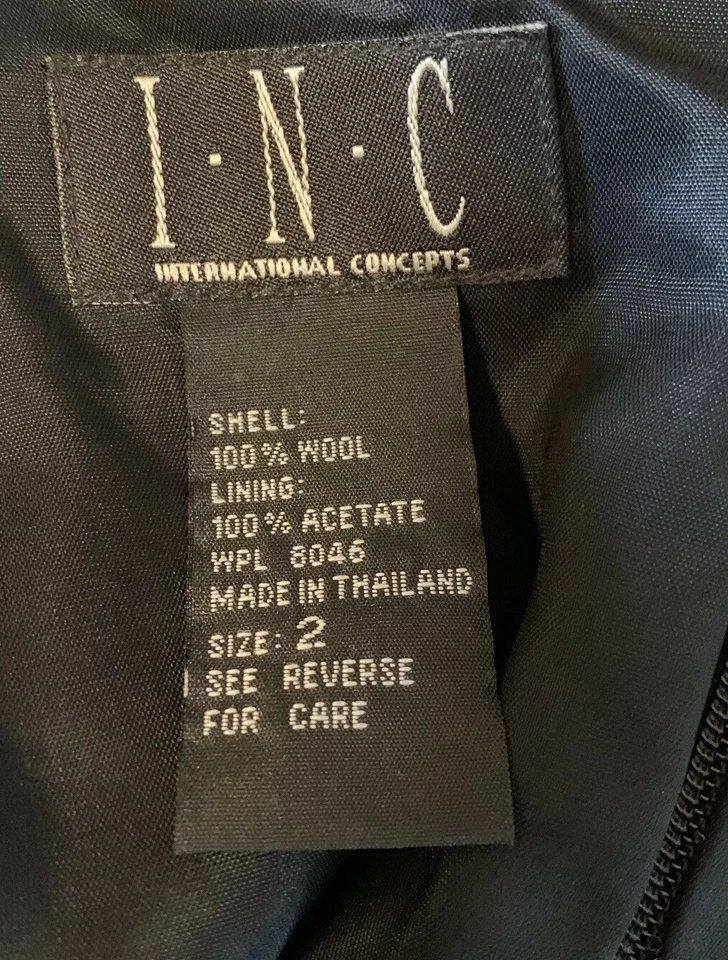 I·N·C
INTERNATIONAL CONCEPTS
SHELL:
100% WOOL
LINING:
100% ACETATE
WPL 8046
MADE IN THAILAND
SIZE: 2
SEE REVERSE
FOR CARE